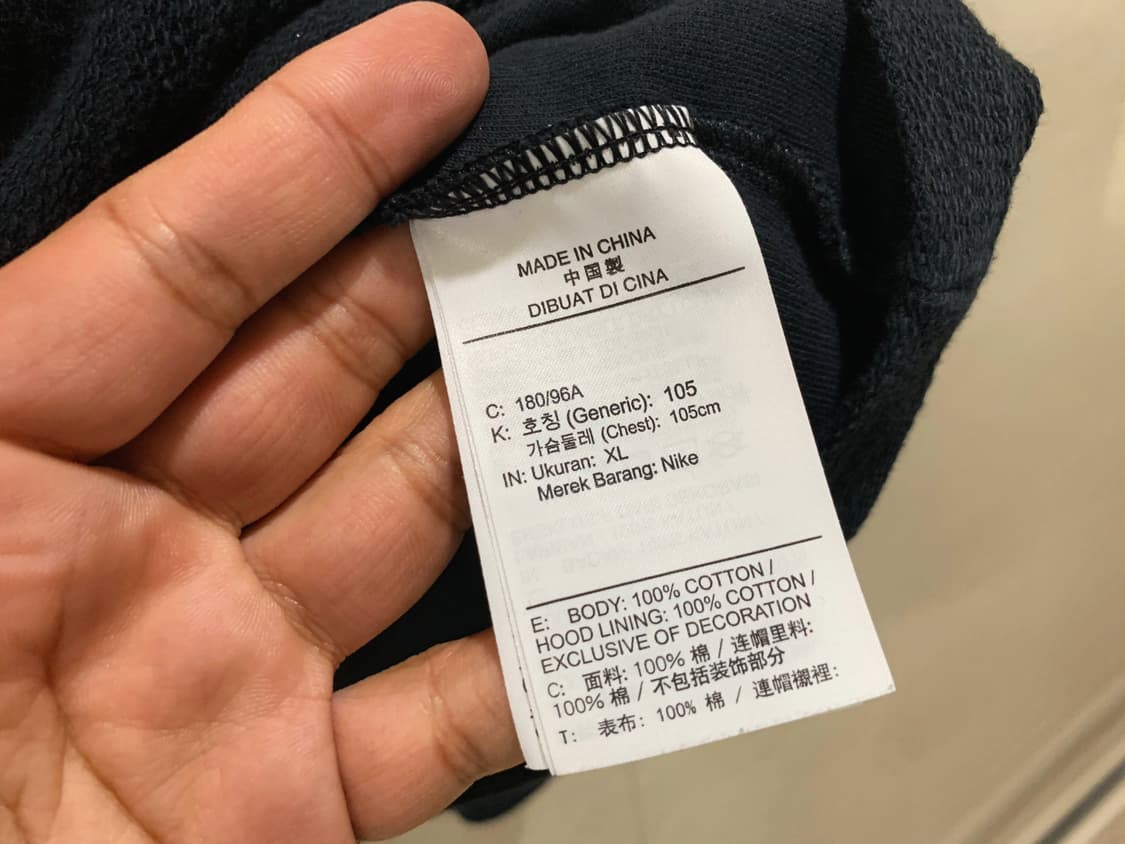 MADE IN CHINA
中国製
DIBUAT DI CINA
C: 180/96A
K: 호칭 (Generic): 105
가슴둘레 (Chest): 105cm
IN: Ukuran: XL
Merek Barang: Nike
E: BODY: 100% COTTON /
HOOD LINING: 100% COTTON /
EXCLUSIVE OF DECORATION
C: 面料: 100% 棉 / 连帽里料:
100% 棉 / 不包括装饰部分
T: 表布: 100% 棉 / 連帽襯裡: